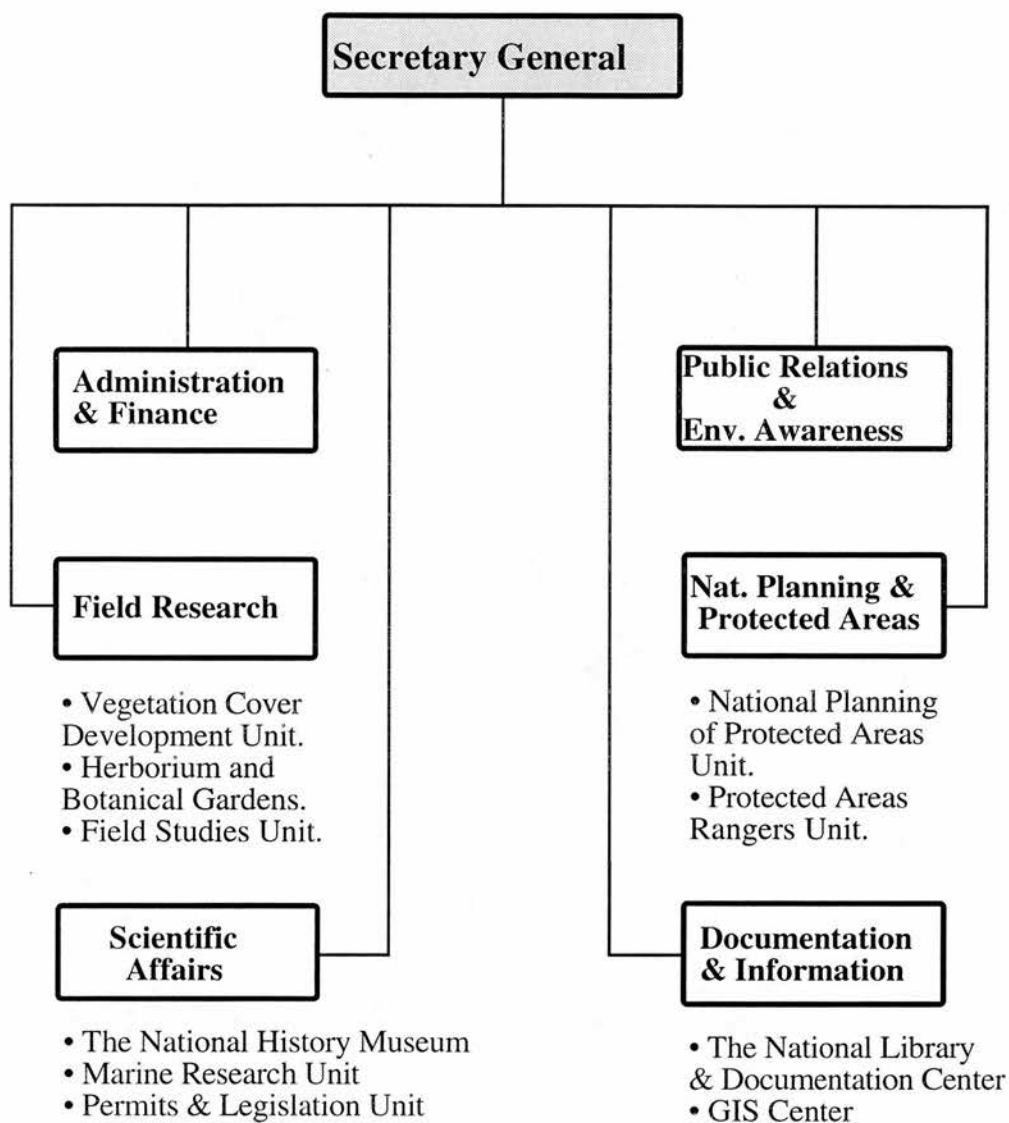 Secretary General
Administration
& Finance
Public Relations
&
Env. Awareness
Field Research
Nat. Planning &
Protected Areas
• Vegetation Cover
Development Unit.
• Herborium and
Botanical Gardens.
• Field Studies Unit.
• National Planning
of Protected Areas
Unit.
• Protected Areas
Rangers Unit.
Scientific
Affairs
Documentation
& Information
• The National History Museum
• Marine Research Unit
• Permits & Legislation Unit
• The National Library
& Documentation Center
• GIS Center